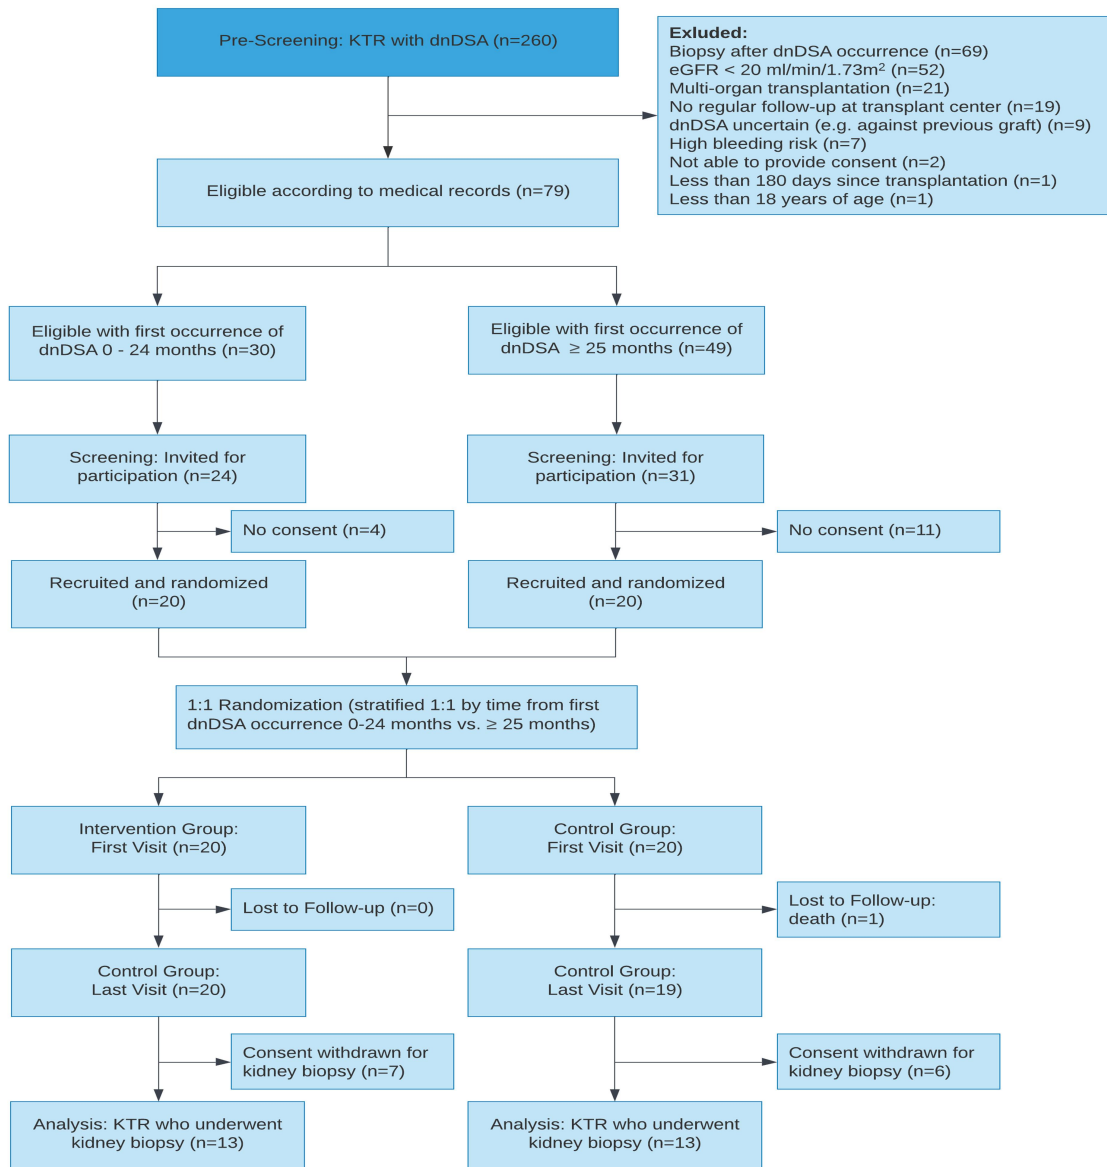 Pre-Screening: KTR with dnDSA (n=260)
Exluded:
Biopsy after dnDSA occurrence (n=69)
eGFR < 20 ml/min/1.73m² (n=52)
Multi-organ transplantation (n=21)
No regular follow-up at transplant center (n=19)
dnDSA uncertain (e.g. against previous graft) (n=9)
High bleeding risk (n=7)
Not able to provide consent (n=2)
Less than 180 days since transplantation (n=1)
Less than 18 years of age (n=1)
Eligible according to medical records (n=79)
Eligible with first occurrence of
dnDSA 0 - 24 months (n=30)
Eligible with first occurrence of
dnDSA ≥ 25 months (n=49)
Screening: Invited for
participation (n=24)
Screening: Invited for
participation (n=31)
No consent (n=4)
No consent (n=11)
Recruited and randomized
(n=20)
Recruited and randomized
(n=20)
1:1 Randomization (stratified 1:1 by time from first
dnDSA occurrence 0-24 months vs. ≥ 25 months)
Intervention Group:
First Visit (n=20)
Control Group:
First Visit (n=20)
Lost to Follow-up (n=0)
Lost to Follow-up:
death (n=1)
Control Group:
Last Visit (n=20)
Control Group:
Last Visit (n=19)
Consent withdrawn for
kidney biopsy (n=7)
Consent withdrawn for
kidney biopsy (n=6)
Analysis: KTR who underwent
kidney biopsy (n=13)
Analysis: KTR who underwent
kidney biopsy (n=13)